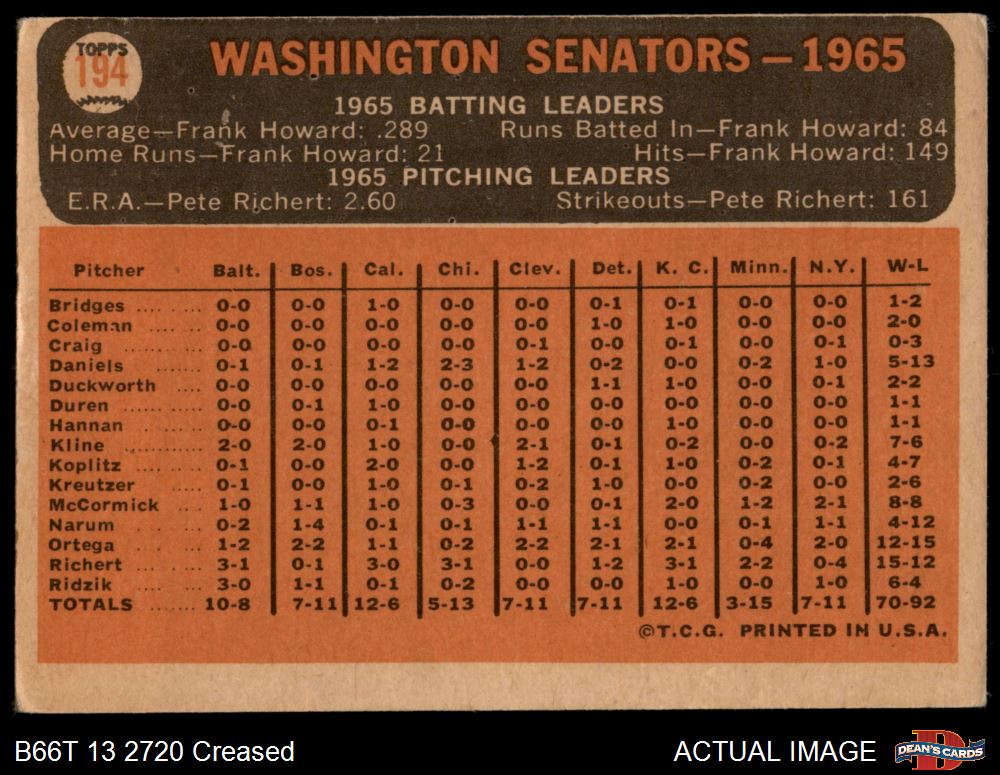 TOPPS
194
WASHINGTON SENATORS — 1965
1965 BATTING LEADERS
Average—Frank Howard: .289 Runs Batted In—Frank Howard: 84
Home Runs—Frank Howard: 21 Hits—Frank Howard: 149
1965 PITCHING LEADERS
E.R.A.—Pete Richert: 2.60 Strikeouts—Pete Richert: 161
Pitcher Balt. Bos. Cal. Chi. Clev. Det. K. C. Minn. N.Y. W-L
Bridges .... ..... 0-0 0-0 1-0 0-0 0-0 0-1 0-1 0-0 0-0 1-2
Coleman .... ..... 0-0 0-0 0-0 0-0 0-0 1-0 1-0 0-0 0-0 2-0
Craig ........... 0-0 0-0 0-0 0-0 0-1 0-0 0-1 0-0 0-1 0-3
Daniels ...... .... 0-1 0-1 1-2 2-3 1-2 0-2 0-0 0-2 1-0 5-13
Duckworth .... 0-0 0-0 0-0 0-0 0-0 1-1 1-0 0-0 0-1 2-2
Duren ........... 0-0 0-1 1-0 0-0 0-0 0-0 0-0 0-0 0-0 1-1
Hannan .... ..... 0-0 0-0 0-1 0-0 0-0 0-0 1-0 0-0 0-0 1-1
Kline ........... 2-0 2-0 1-0 0-0 2-1 0-1 0-2 0-0 0-2 7-6
Koplitz .... ..... 0-1 0-0 2-0 0-0 1-2 0-1 1-0 0-2 0-1 4-7
Kreutzer ..... 0-1 0-0 1-0 0-1 0-2 1-0 0-0 0-2 0-0 2-6
McCormick .... 1-0 1-1 1-0 0-3 0-0 0-1 2-0 1-2 2-1 8-8
Narum .... ..... 0-2 1-4 0-1 0-1 1-1 1-1 0-0 0-1 1-1 4-12
Ortega ...... .... 1-2 2-2 1-1 0-2 2-2 2-1 2-1 0-4 2-0 12-15
Richert .... ..... 3-1 0-1 3-0 3-1 0-0 1-2 3-1 2-2 0-4 15-12
Ridzik ...... .... 3-0 1-1 0-1 0-2 0-0 0-0 1-0 0-0 1-0 6-4
TOTALS ...... 10-8 7-11 12-6 5-13 7-11 7-11 12-6 3-15 7-11 70-92
©T.C.G. PRINTED IN U.S.A.
B66T 13 2720 Creased ACTUAL IMAGE
DEAN'S CARDS